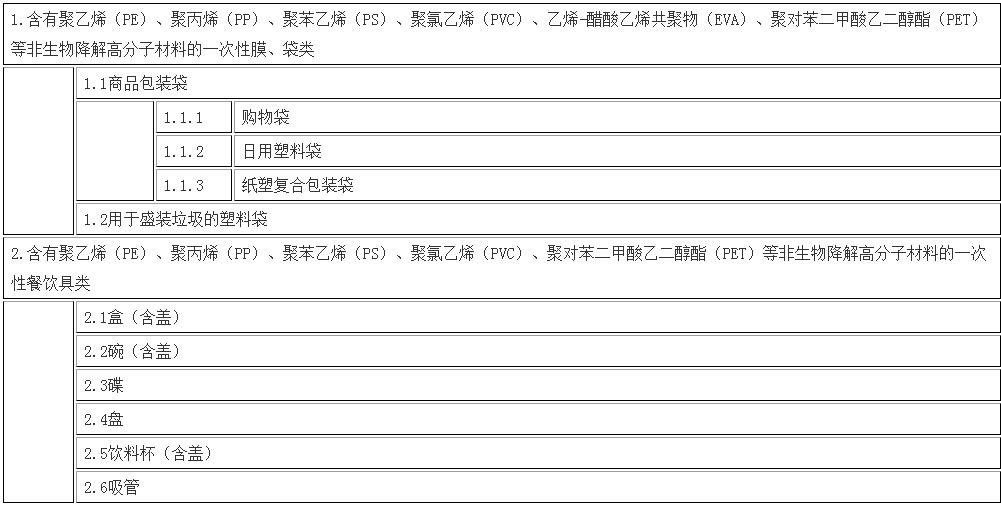 1.含有聚乙烯（PE）、聚丙烯（PP）、聚苯乙烯（PS）、聚氯乙烯（PVC）、乙烯-醋酸乙烯共聚物（EVA）、聚对苯二甲酸乙二醇酯（PET）
等非生物降解高分子材料的一次性膜、袋类
1.1商品包装袋
1.1.1 购物袋
1.1.2 日用塑料袋
1.1.3 纸塑复合包装袋
1.2用于盛装垃圾的塑料袋
2.含有聚乙烯（PE）、聚丙烯（PP）、聚苯乙烯（PS）、聚氯乙烯（PVC）、聚对苯二甲酸乙二醇酯（PET）等非生物降解高分子材料的一次
性餐饮具类
2.1盒（含盖）
2.2碗（含盖）
2.3碟
2.4盘
2.5饮料杯（含盖）
2.6吸管